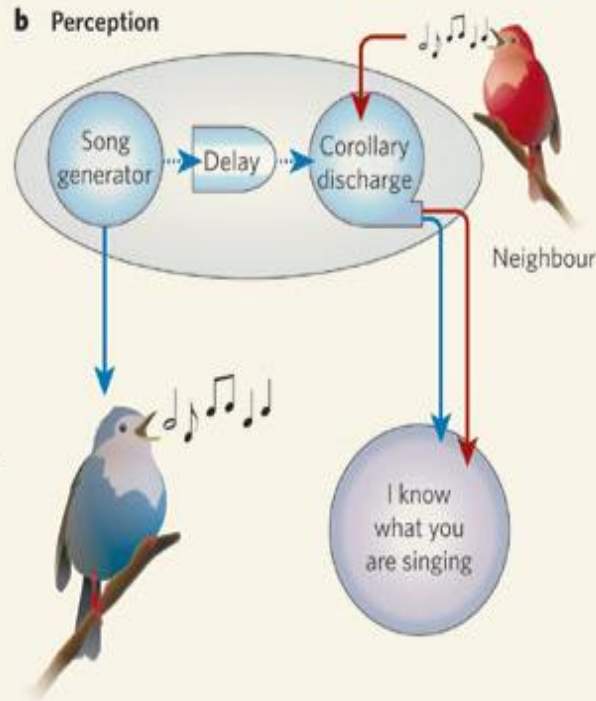 b Perception
Song
generator
Delay
Corollary
discharge
Neighbour
I know
what you
are singing